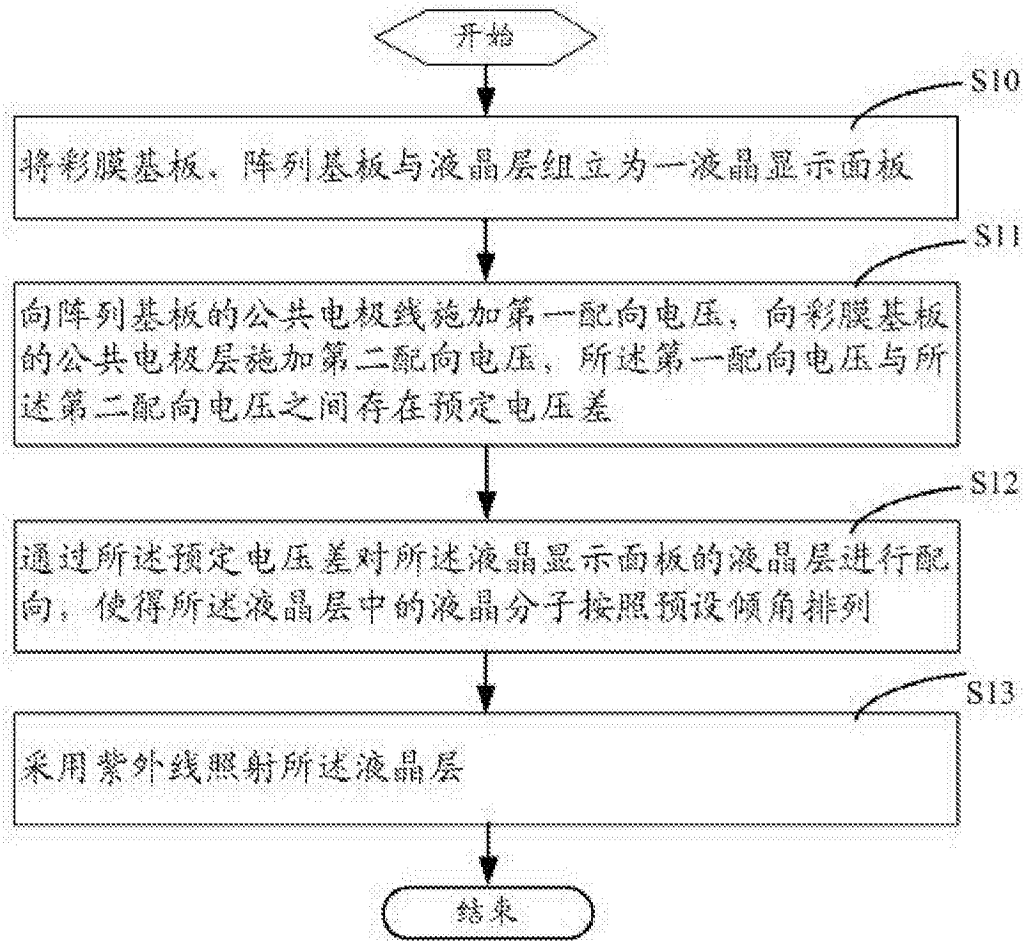 开始
S10
将彩膜基板、阵列基板与液晶层组立为一液晶显示面板
S11
向阵列基板的公共电极线施加第一配向电压，向彩膜基板
的公共电极层施加第二配向电压，所述第一配向电压与所
述第二配向电压之间存在预定电压差
S12
通过所述预定电压差对所述液晶显示面板的液晶层进行配
向，使得所述液晶层中的液晶分子按照预设倾角排列
S13
采用紫外线照射所述液晶层
结束